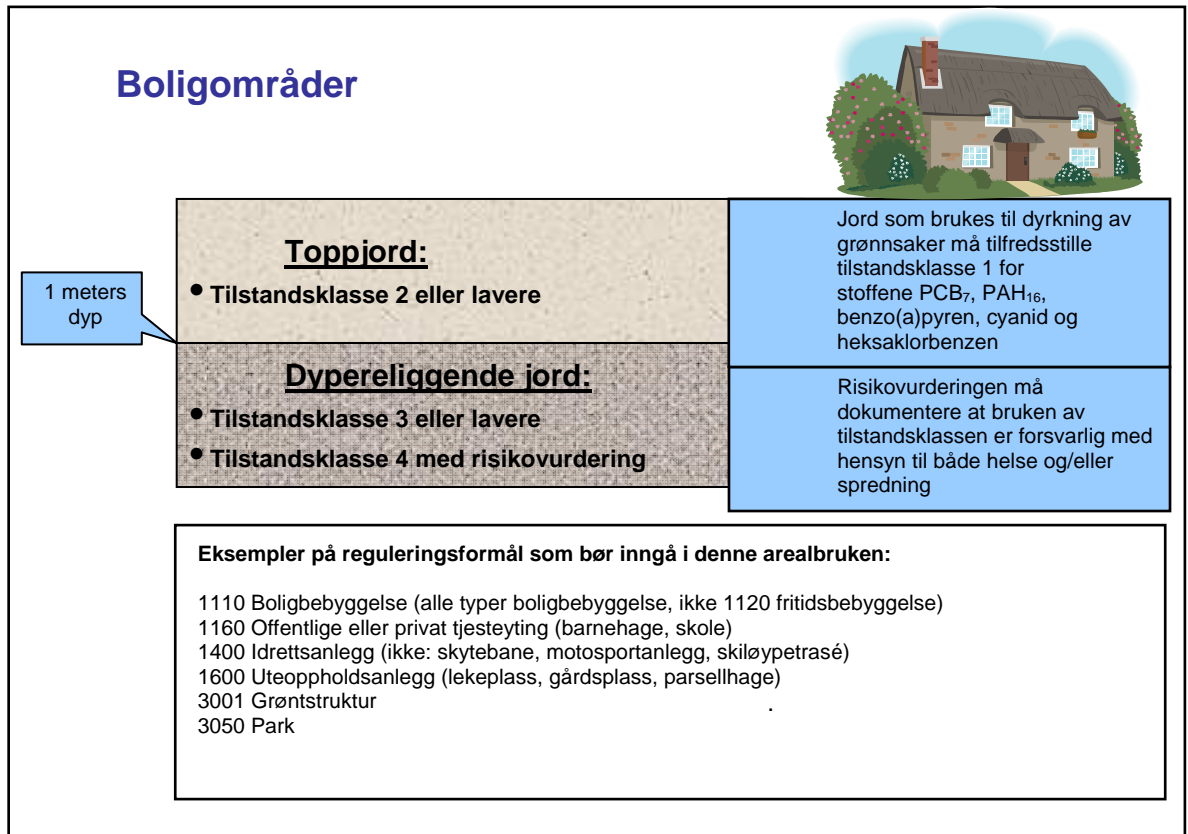 Boligområder
Toppjord:
• Tilstandsklasse 2 eller lavere
Jord som brukes til dyrkning av
grønnsaker må tilfredsstille
tilstandsklasse 1 for
stoffene PCB₇, PAH₁₆,
benzo(a)pyren, cyanid og
heksaklorbenzen
1 meters
dyp
Dypereliggende jord:
• Tilstandsklasse 3 eller lavere
• Tilstandsklasse 4 med risikovurdering
Risikovurderingen må
dokumentere at bruken av
tilstandsklassen er forsvarlig med
hensyn til både helse og/eller
spredning
Eksempler på reguleringsformål som bør inngå i denne arealbruken:
1110 Boligbebyggelse (alle typer boligbebyggelse, ikke 1120 fritidsbebyggelse)
1160 Offentlige eller privat tjesteyting (barnehage, skole)
1400 Idrettsanlegg (ikke: skytebane, motosportanlegg, skiløypetrasé)
1600 Uteoppholdsanlegg (lekeplass, gårdsplass, parsellhage)
3001 Grøntstruktur .
3050 Park